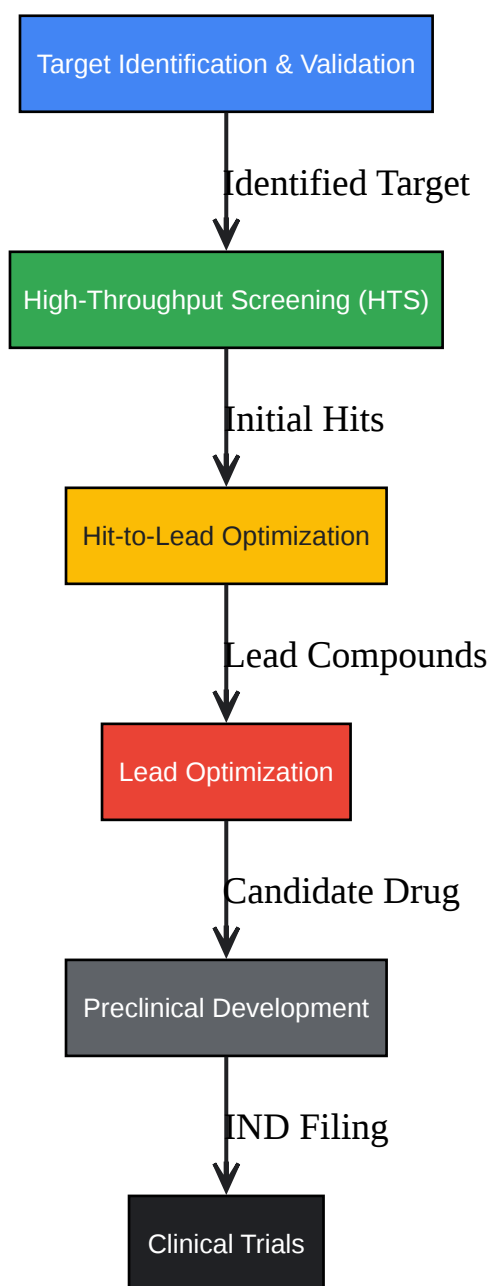 Target Identification & Validation
Identified Target
High-Throughput Screening (HTS)
Initial Hits
Hit-to-Lead Optimization
Lead Compounds
Lead Optimization
Candidate Drug
Preclinical Development
IND Filing
Clinical Trials